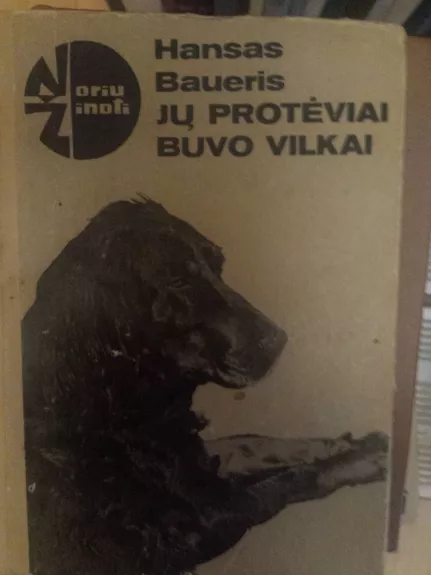 Noriu
Žinoti
Hansas
Baueris
JŲ PROTĖVIAI
BUVO VILKAI